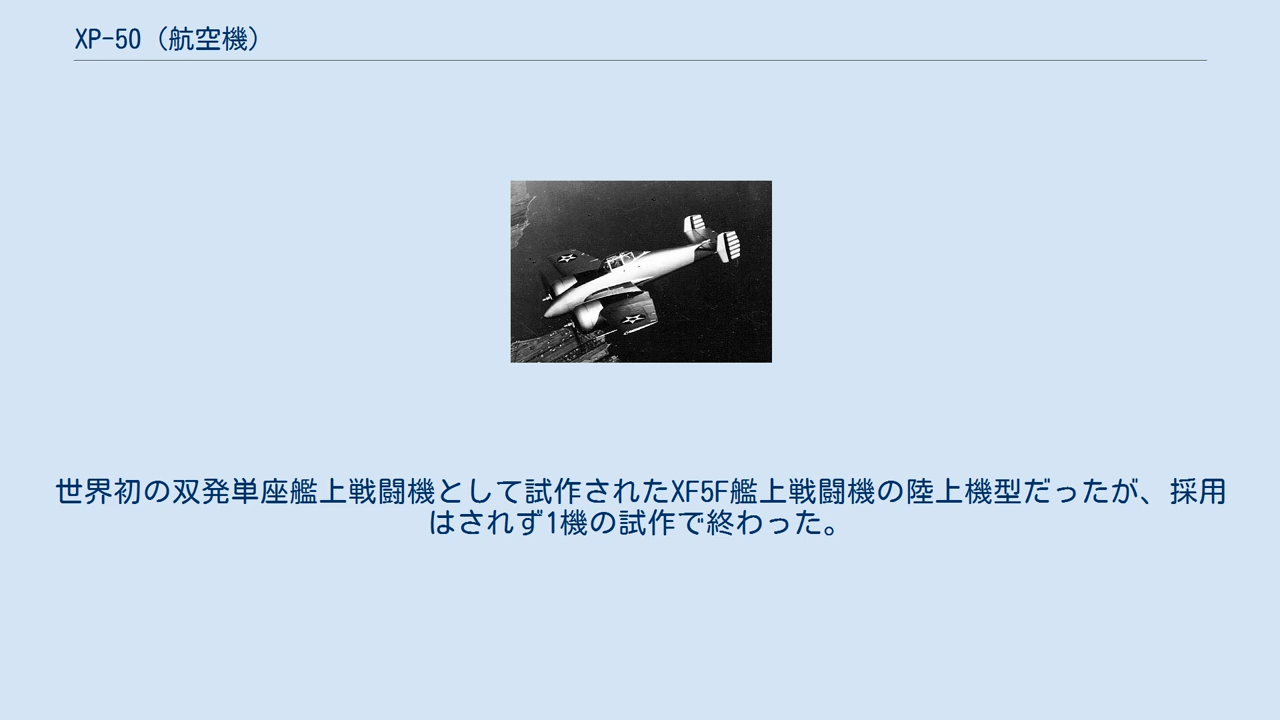 XP-50（航空機）
世界初の双発単座艦上戦闘機として試作されたXF5F艦上戦闘機の陸上機型だったが、採用
はされず1機の試作で終わった。